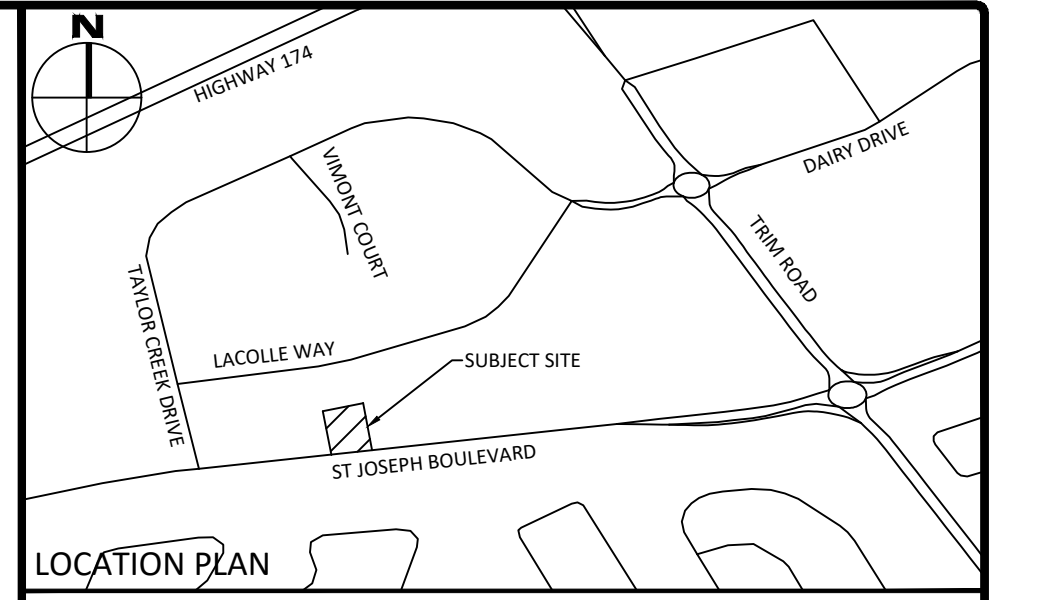 N
HIGHWAY 174
VIMONT COURT
DAIRY DRIVE
TRIM ROAD
TAYLOR CREEK DRIVE
LACOLLE WAY
SUBJECT SITE
ST JOSEPH BOULEVARD
LOCATION PLAN